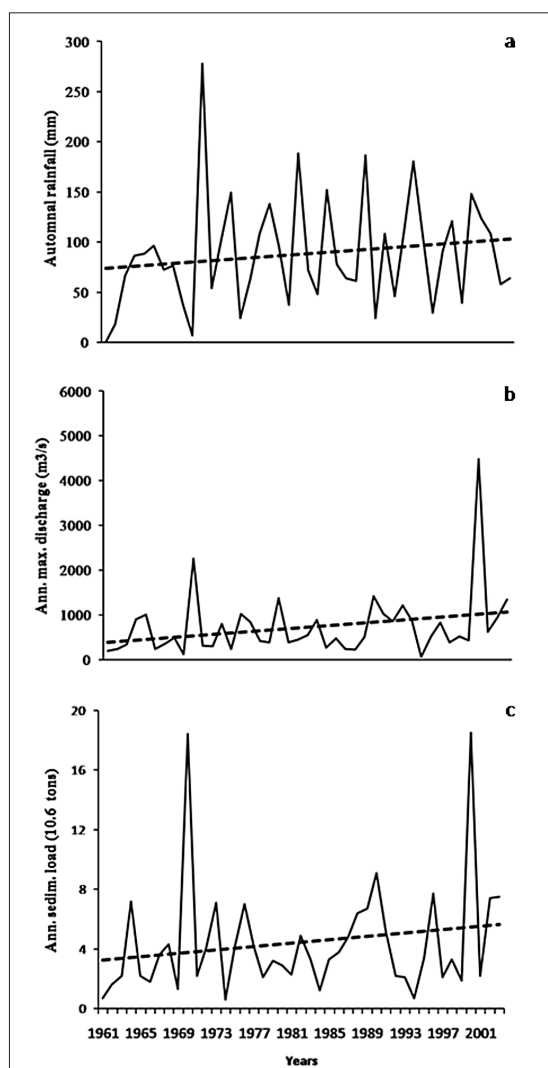 a
300
250
200
150
100
50
0
Automnal rainfall (mm)
b
6000
5000
4000
3000
2000
1000
0
Ann. max. discharge (m3/s)
c
20
16
12
8
4
0
Ann. sedim. load (10.6 tons)
1961 1965 1969 1973 1977 1981 1985 1989 1993 1997 2001
Years